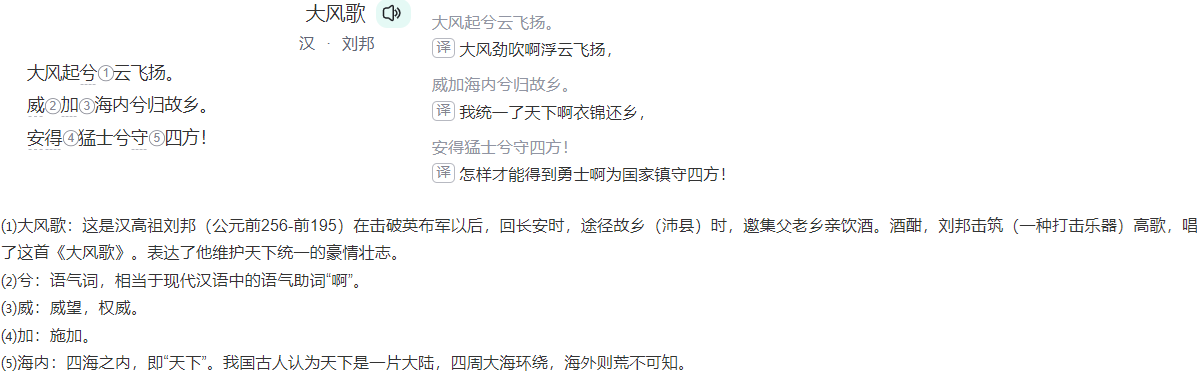 大风歌
汉 · 刘邦
大风起兮①云飞扬。
威②加③海内兮归故乡。
安得④猛士兮守⑤四方！
大风起兮云飞扬。
译 大风劲吹啊浮云飞扬，
威加海内兮归故乡。
译 我统一了天下啊衣锦还乡，
安得猛士兮守四方！
译 怎样才能得到勇士啊为国家镇守四方！
⑴大风歌：这是汉高祖刘邦（公元前256-前195）在击破英布军以后，回长安时，途径故乡（沛县）时，邀集父老乡亲饮酒。酒酣，刘邦击筑（一种打击乐器）高歌，唱
了这首《大风歌》。表达了他维护天下统一的豪情壮志。
⑵兮：语气词，相当于现代汉语中的语气助词“啊”。
⑶威：威望，权威。
⑷加：施加。
⑸海内：四海之内，即“天下”。我国古人认为天下是一片大陆，四周大海环绕，海外则荒不可知。